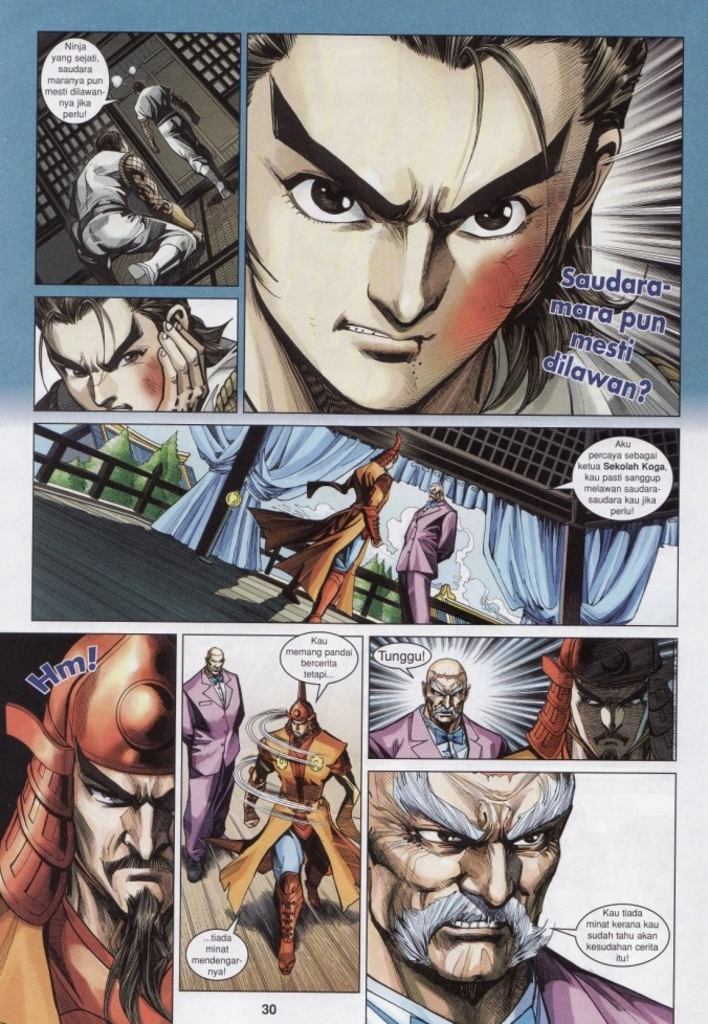 Ninja
yang sejati,
saudara
maranya pun
mesti dilawan-
nya jika
perlu!
Saudara-
mara pun
mesti
dilawan?
Aku
percaya sebagai
ketua Sekolah Koga,
kau pasti sanggup
melawan saudara-
saudara kau jika
perlu!
Hm!
Kau
memang pandai
bercerita
tetapi...
...tiada
minat
mendengar-
nya!
Tunggu!
Kau tiada
minat kerana kau
sudah tahu akan
kesudahan cerita
itu!
30